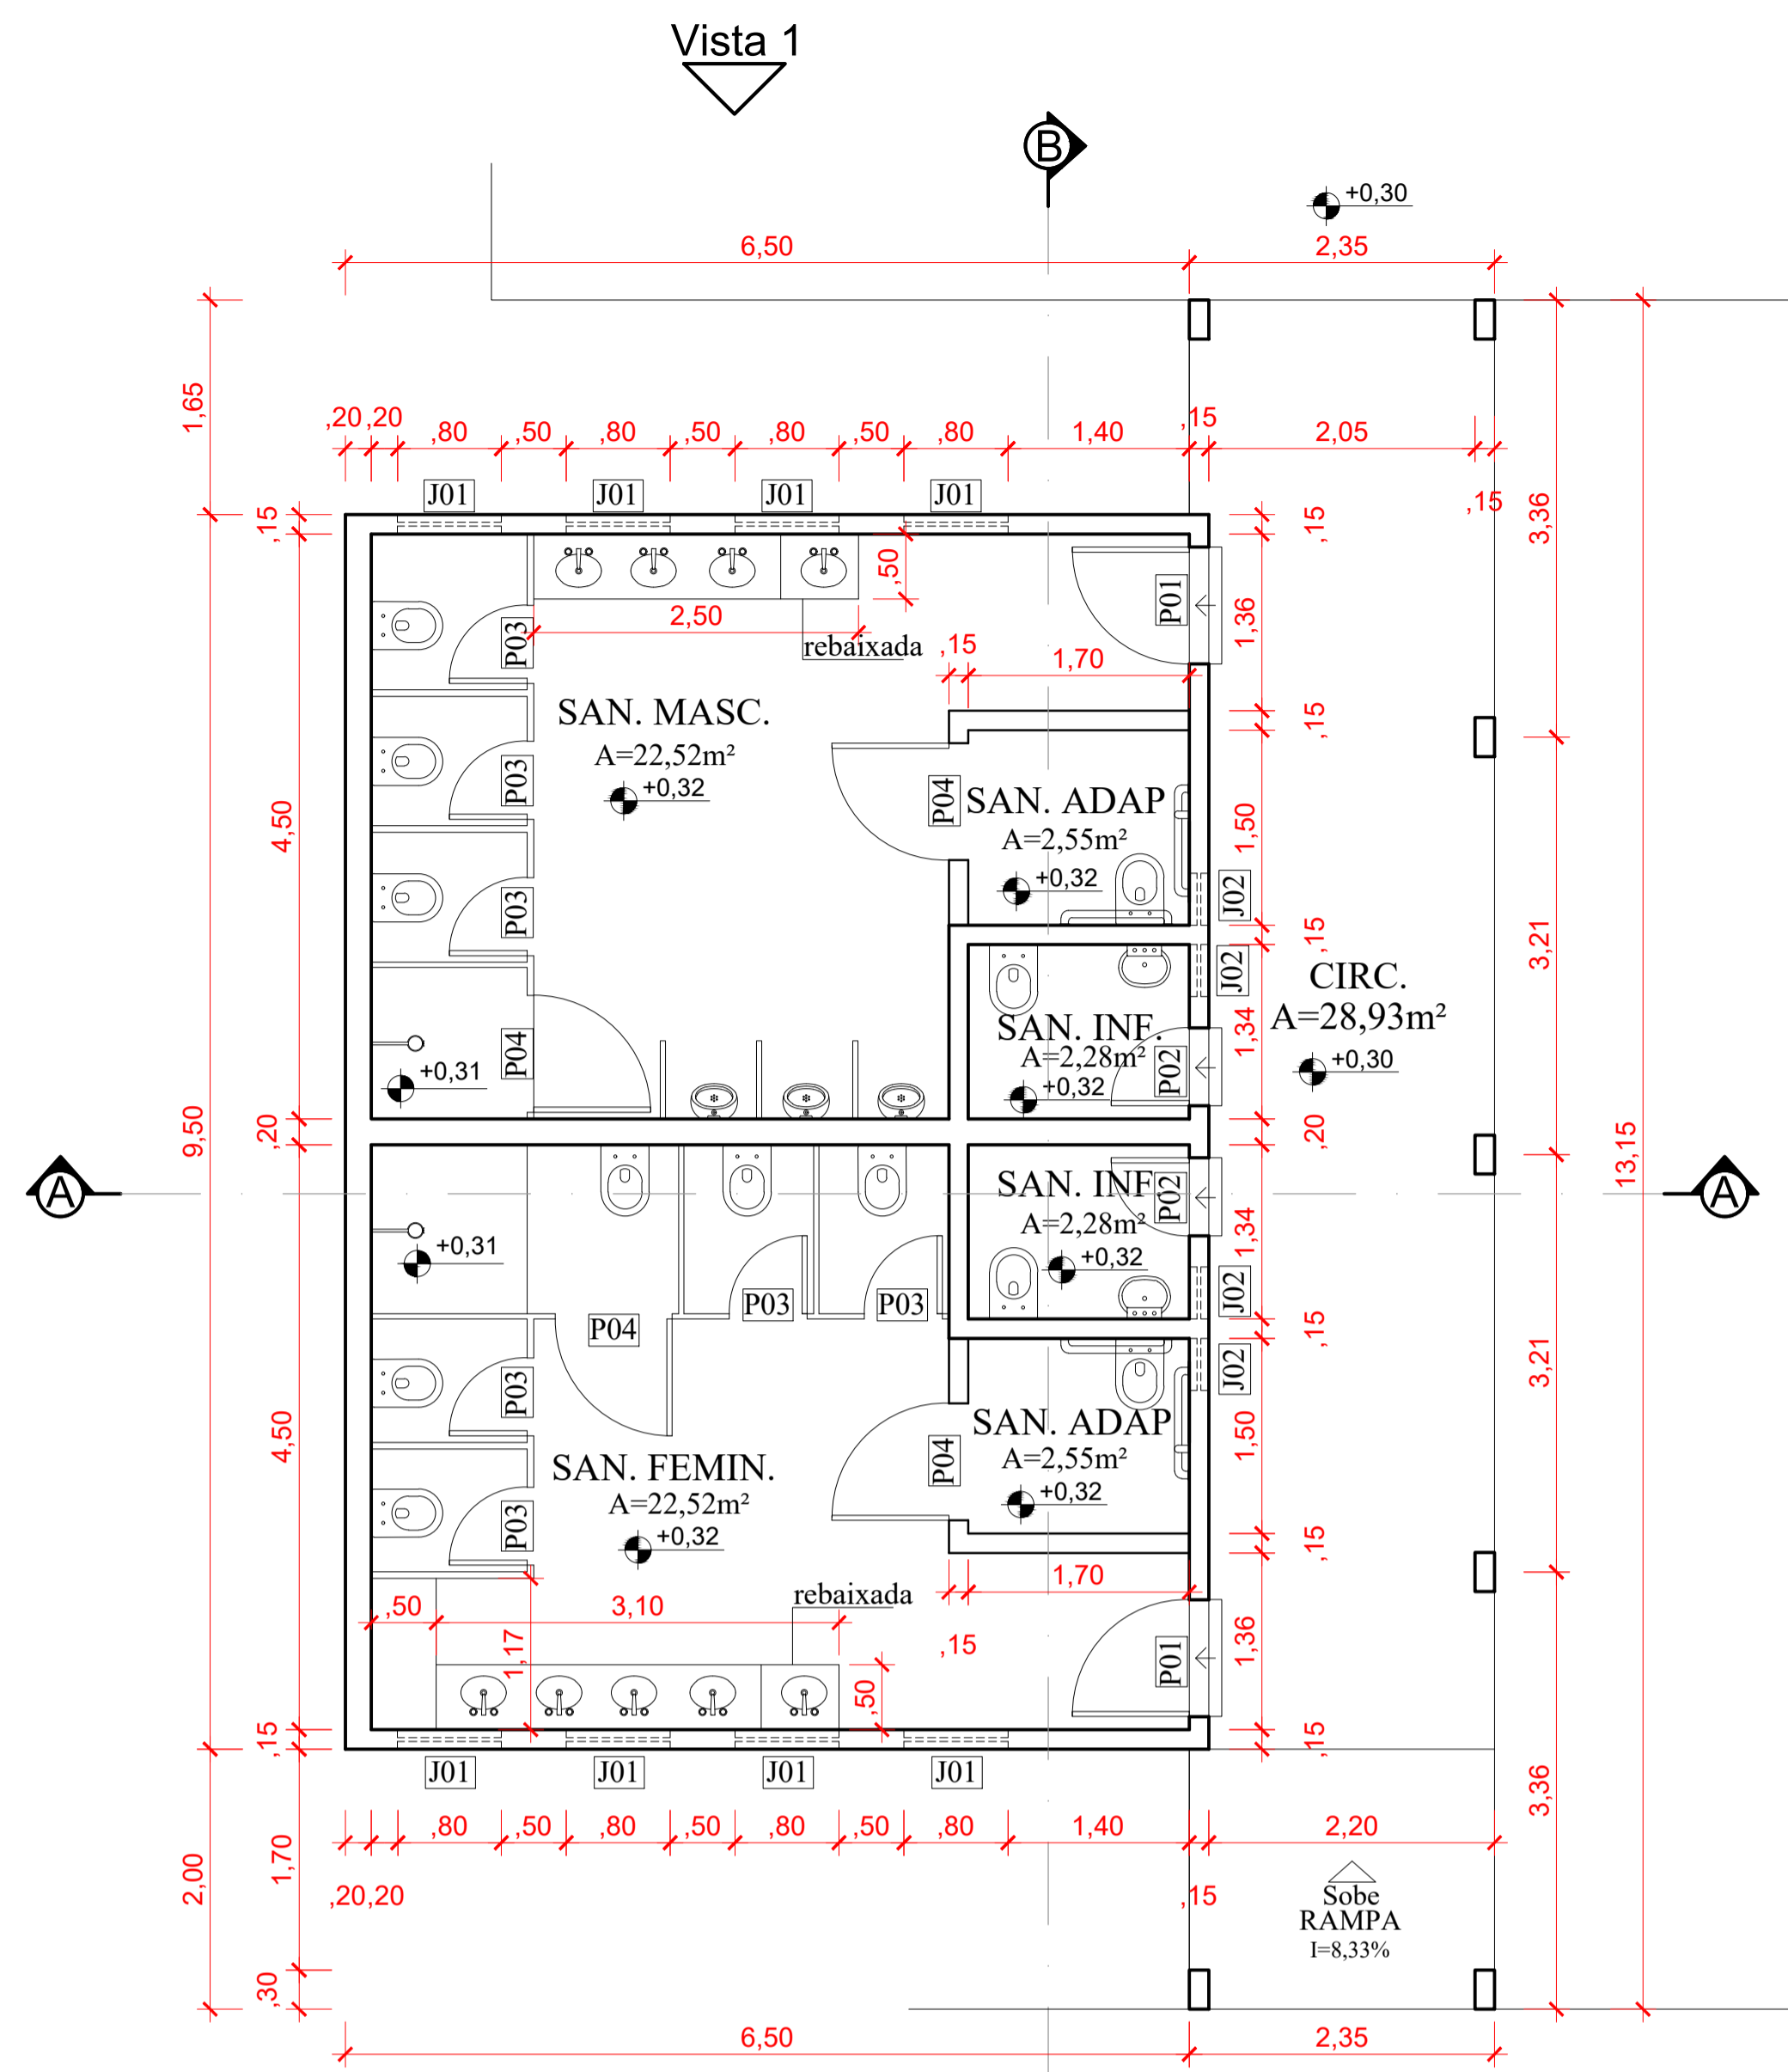 Vista 1
B
+0,30
6,50
2,35
1,65
,20
,20
,80
,50
,80
,50
,80
,50
,80
1,40
,15
2,05
,15
3,36
J01
J01
J01
J01
,15
,15
,50
2,50
rebaixada
P03
P01
1,36
,15
1,70
SAN. MASC.
A=22,52m²
+0,32
,15
P03
P04
SAN. ADAP
A=2,55m²
+0,32
4,50
1,50
P03
J02
,15
J02
3,21
CIRC.
A=28,93m²
+0,30
SAN. INF.
A=2,28m²
+0,32
P02
1,34
P04
+0,31
9,50
,20
,20
13,15
A
A
SAN. INF.
A=2,28m²
+0,32
P02
1,34
+0,31
P03
P03
P04
J02
,15
J02
3,21
P03
SAN. ADAP
A=2,55m²
+0,32
P04
1,50
4,50
SAN. FEMIN.
A=22,52m²
+0,32
P03
,15
1,70
rebaixada
,50
3,10
1,17
,15
,50
P01
1,36
,15
,15
J01
J01
J01
J01
3,36
,80
,50
,80
,50
,80
,50
,80
1,40
2,20
2,00
1,70
,20
,20
,15
Sobe
RAMPA
I=8,33%
,30
6,50
2,35